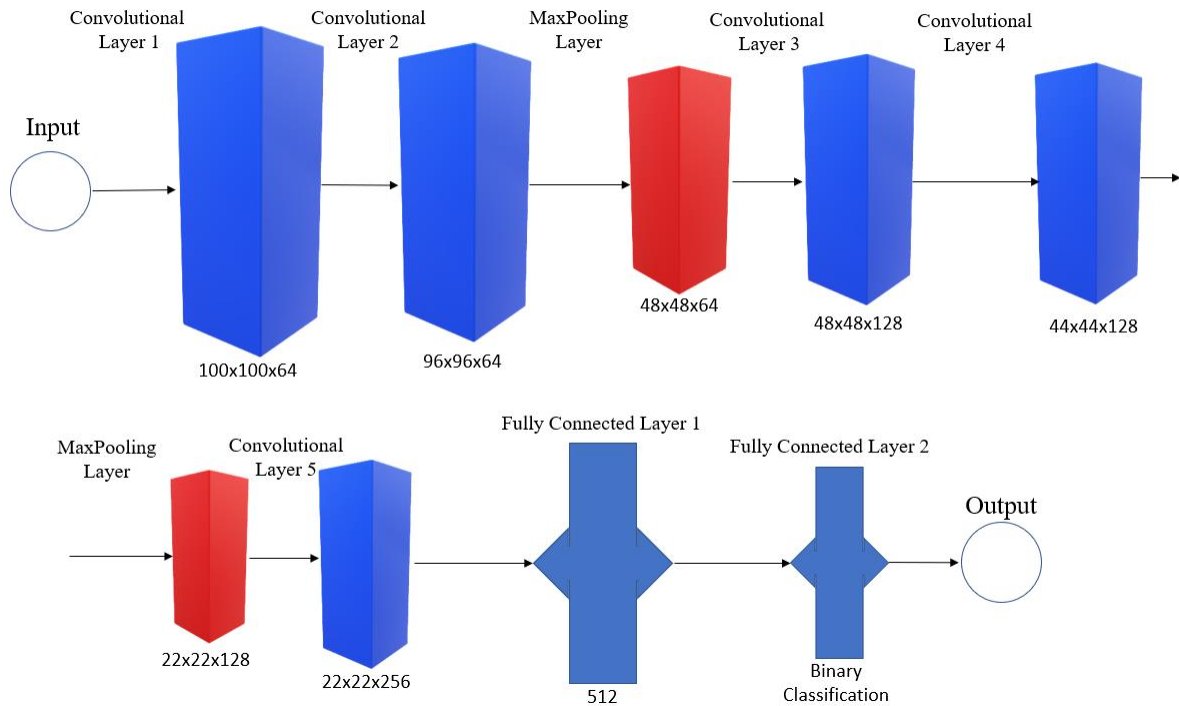 Convolutional
Layer 1
Convolutional
Layer 2
MaxPooling
Layer
Convolutional
Layer 3
Convolutional
Layer 4
Input
100x100x64
96x96x64
48x48x64
48x48x128
44x44x128
MaxPooling
Layer
Convolutional
Layer 5
Fully Connected Layer 1
Fully Connected Layer 2
Output
22x22x128
22x22x256
512
Binary
Classification